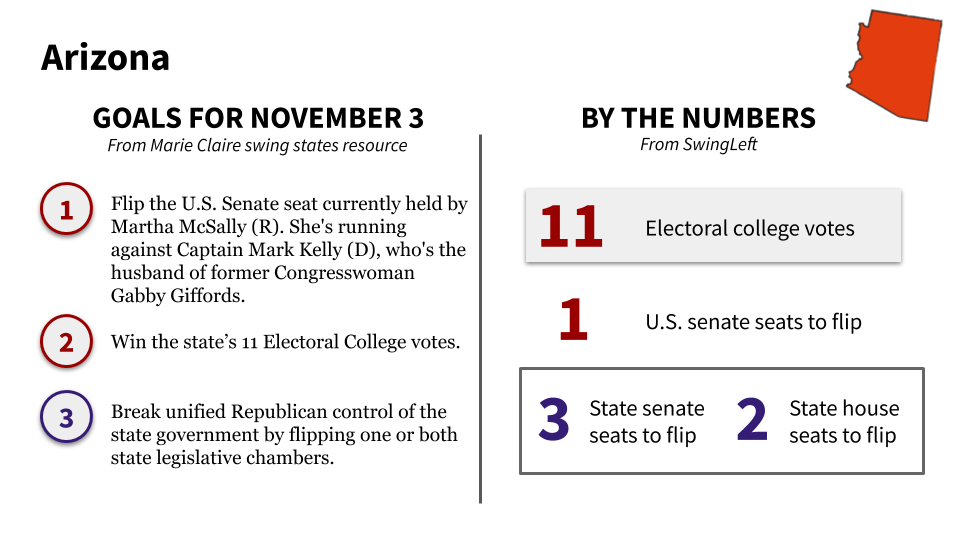 Arizona
GOALS FOR NOVEMBER 3
From Marie Claire swing states resource
1
Flip the U.S. Senate seat currently held by
Martha McSally (R). She's running
against Captain Mark Kelly (D), who's the
husband of former Congresswoman
Gabby Giffords.
2
Win the state’s 11 Electoral College votes.
3
Break unified Republican control of the
state government by flipping one or both
state legislative chambers.
BY THE NUMBERS
From SwingLeft
11
Electoral college votes
1
U.S. senate seats to flip
3
State senate
seats to flip
2
State house
seats to flip